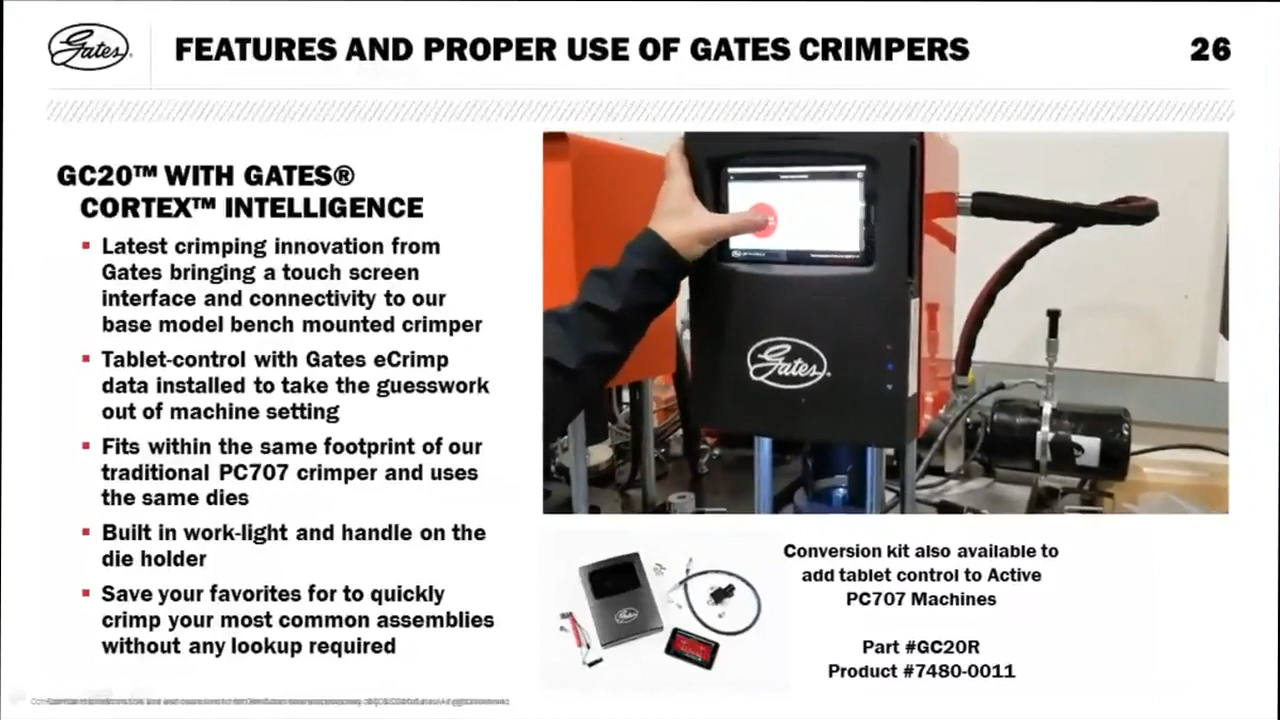 Gates
FEATURES AND PROPER USE OF GATES CRIMPERS
26
GC20™ WITH GATES®
CORTEX™ INTELLIGENCE
Latest crimping innovation from
Gates bringing a touch screen
interface and connectivity to our
base model bench mounted crimper
Tablet-control with Gates eCrimp
data installed to take the guesswork
out of machine setting
Fits within the same footprint of our
traditional PC707 crimper and uses
the same dies
Built in work-light and handle on the
die holder
Save your favorites for to quickly
crimp your most common assemblies
without any lookup required
Gates
Gates
Conversion kit also available to
add tablet control to Active
PC707 Machines
Part #GC20R
Product #7480-0011